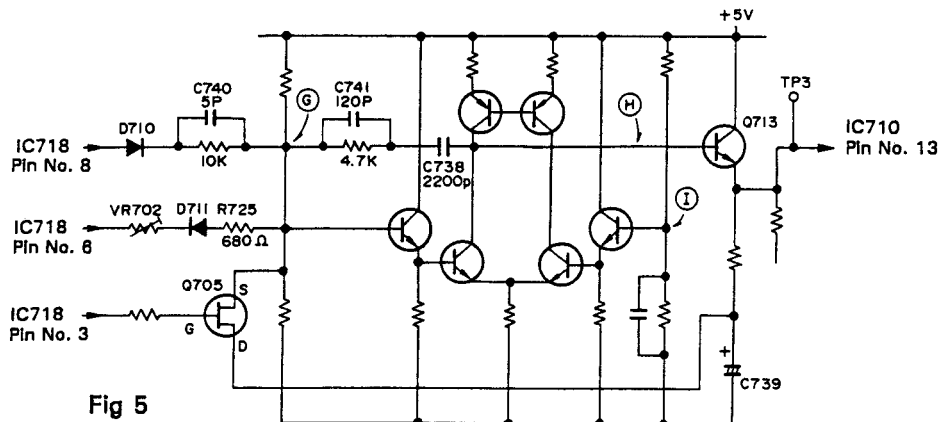 +5V
C740
5P
C741
120P
G
TP3
H
Q713
IC718
Pin No. 8
D710
10K
4.7K
C738
2200p
IC710
Pin No. 13
I
IC718
Pin No. 6
VR702
D711
R725
680 Ω
Q705
S
IC718
Pin No. 3
G
D
+
C739
Fig 5